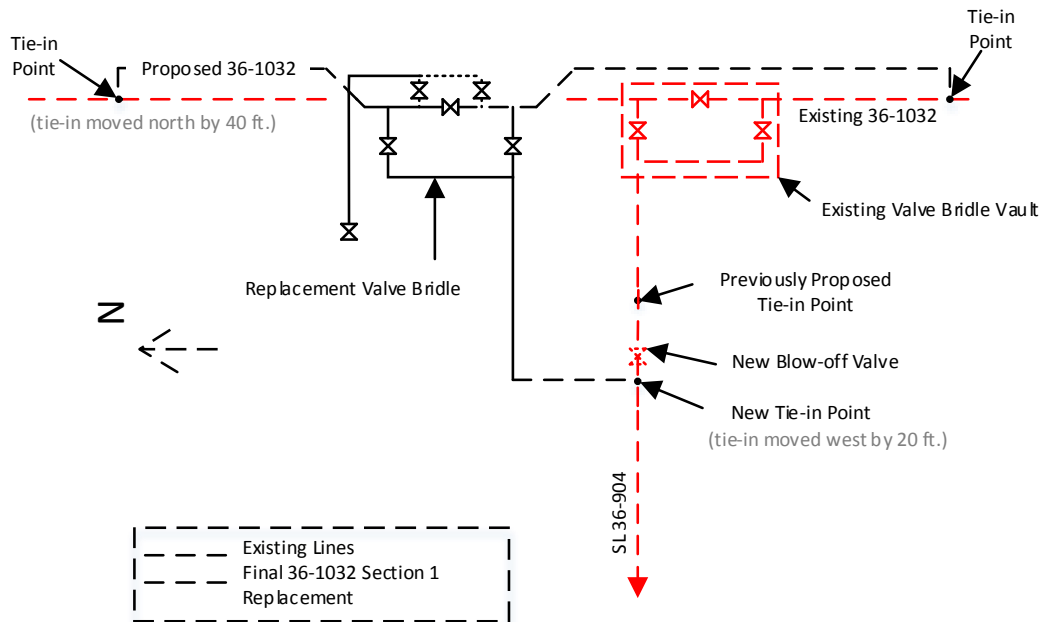 Tie-in
Point
Proposed 36-1032
Tie-in
Point
(tie-in moved north by 40 ft.)
Existing 36-1032
Existing Valve Bridle Vault
Replacement Valve Bridle
Previously Proposed
Tie-in Point
N
New Blow-off Valve
New Tie-in Point
(tie-in moved west by 20 ft.)
SL36-904
Existing Lines
Final 36-1032 Section 1
Replacement